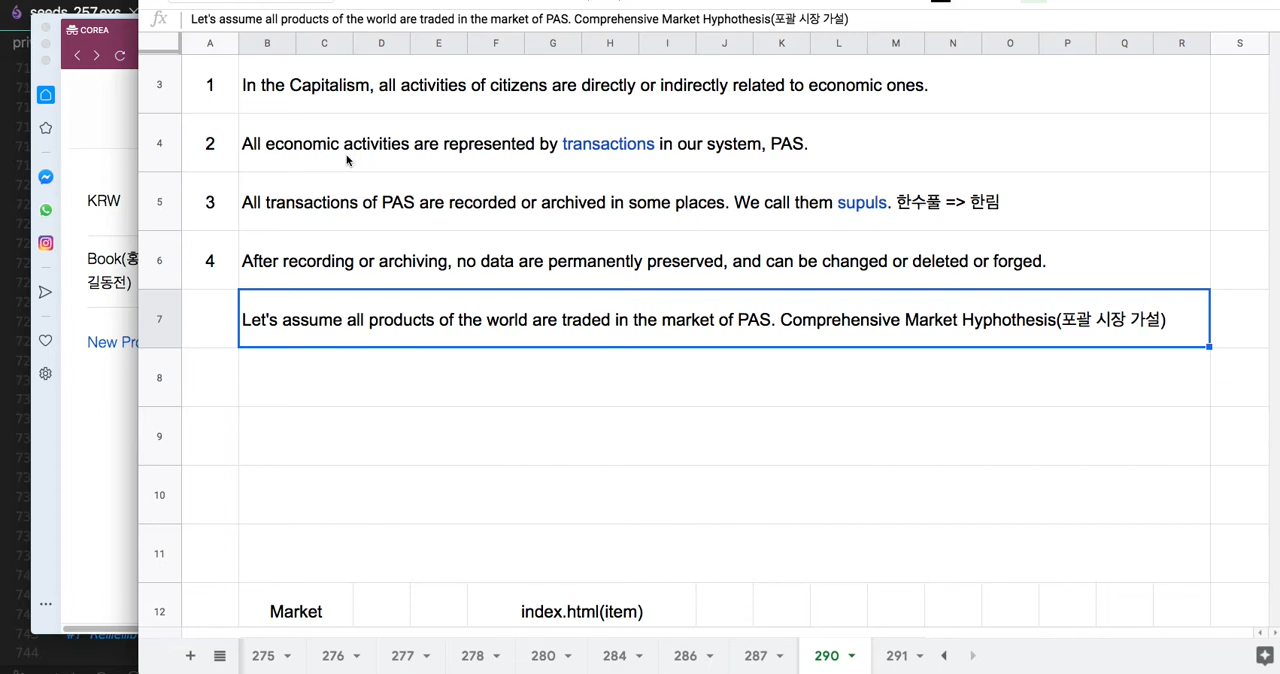 seeds_257.exs
fx Let's assume all products of the world are traded in the market of PAS. Comprehensive Market Hyphothesis(포괄 시장 가설)
COREA
A B C D E F G H I J K L M N O P Q R S
3 1 In the Capitalism, all activities of citizens are directly or indirectly related to economic ones.
4 2 All economic activities are represented by transactions in our system, PAS.
KRW
5 3 All transactions of PAS are recorded or archived in some places. We call them supuls. 한수풀 => 한림
Book(홍
길동전)
6 4 After recording or archiving, no data are permanently preserved, and can be changed or deleted or forged.
7 Let's assume all products of the world are traded in the market of PAS. Comprehensive Market Hyphothesis(포괄 시장 가설)
New Pro
8
9
10
11
12 Market index.html(item)
744
+ 275 276 277 278 280 284 286 287 290 291